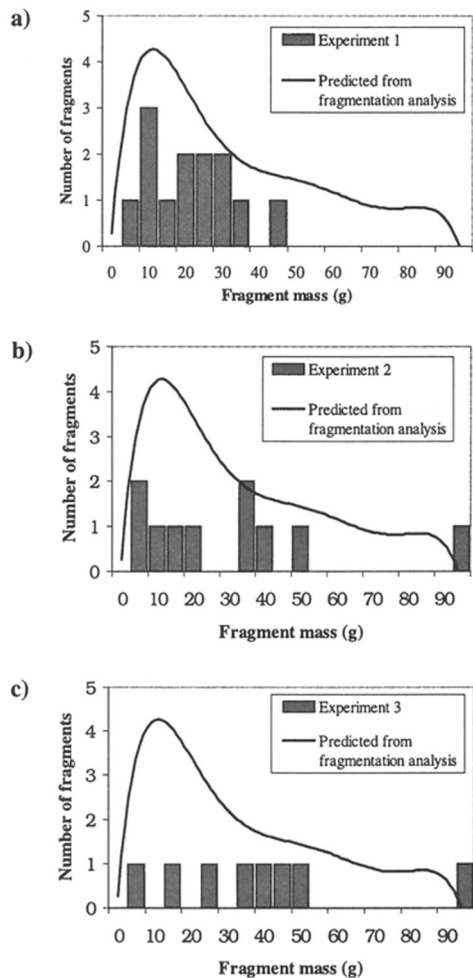 a)
5
4
3
2
1
0
Number of fragments
Experiment 1
Predicted from
fragmentation analysis
0 10 20 30 40 50 60 70 80 90
Fragment mass (g)
b)
5
4
3
2
1
0
Number of fragments
Experiment 2
Predicted from
fragmentation analysis
0 10 20 30 40 50 60 70 80 90
Fragment mass (g)
c)
5
4
3
2
1
0
Number of fragments
Experiment 3
Predicted from
fragmentation analysis
0 10 20 30 40 50 60 70 80 90
Fragment mass (g)